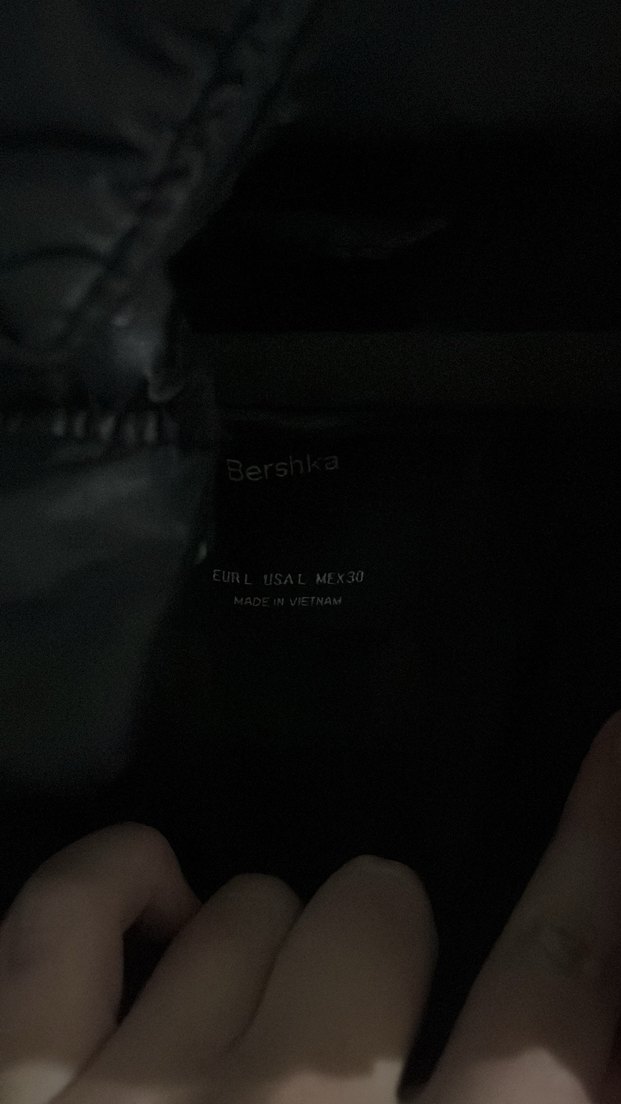 Bershka
EUR L USA L MEX 30
MADE IN VIETNAM